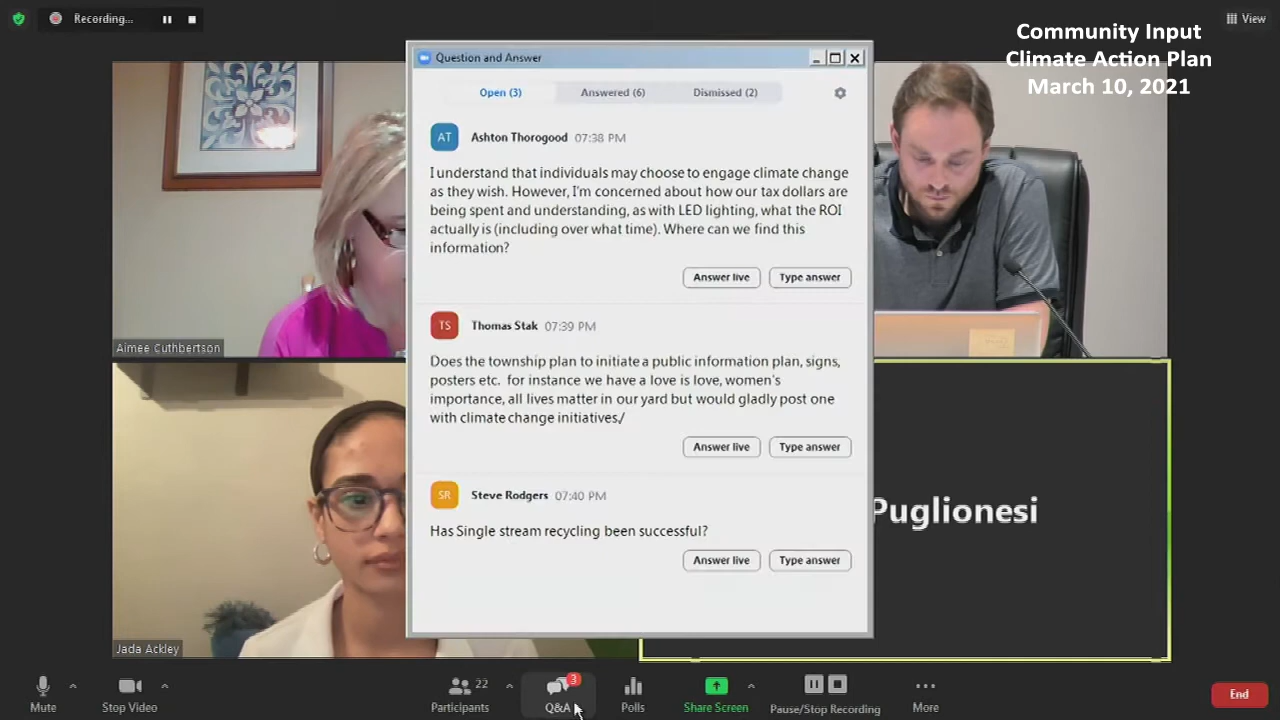 Recording...
View
Community Input
Climate Action Plan
March 10, 2021
Question and Answer
Open (3)
Answered (6)
Dismissed (2)
AT
Ashton Thorogood 07:38 PM
I understand that individuals may choose to engage climate change
as they wish. However, I'm concerned about how our tax dollars are
being spent and understanding, as with LED lighting, what the ROI
actually is (including over what time). Where can we find this
information?
Answer live
Type answer
TS
Thomas Stak 07:39 PM
Does the township plan to initiate a public information plan, signs,
posters etc. for instance we have a love is love, women's
importance, all lives matter in our yard but would gladly post one
with climate change initiatives,/
Answer live
Type answer
SR
Steve Rodgers 07:40 PM
Has Single stream recycling been successful?
Answer live
Type answer
Aimee Cuthbertson
Jada Ackley
Puglionesi
Mute
Stop Video
22
Participants
3
Q&A
Polls
Share Screen
Pause/Stop Recording
More
End